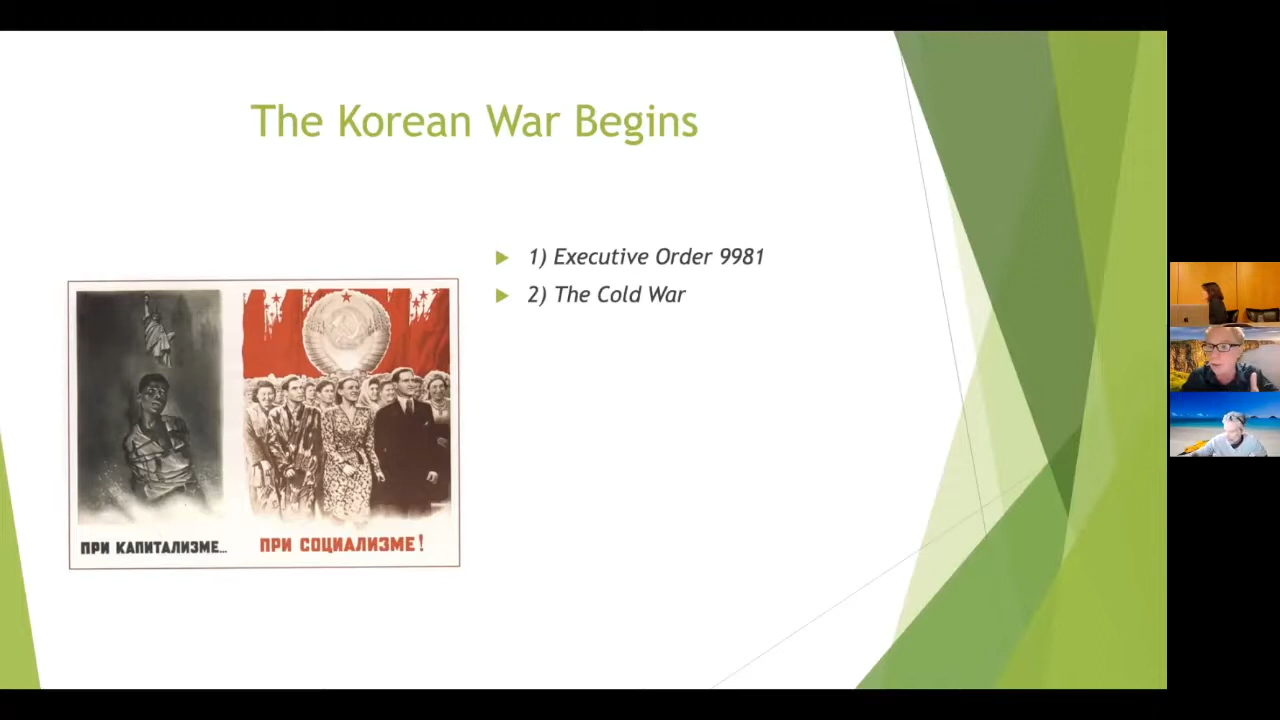 The Korean War Begins
1) Executive Order 9981
2) The Cold War
ПРИ КАПИТАЛИЗМЕ...
ПРИ СОЦИАЛИЗМЕ!